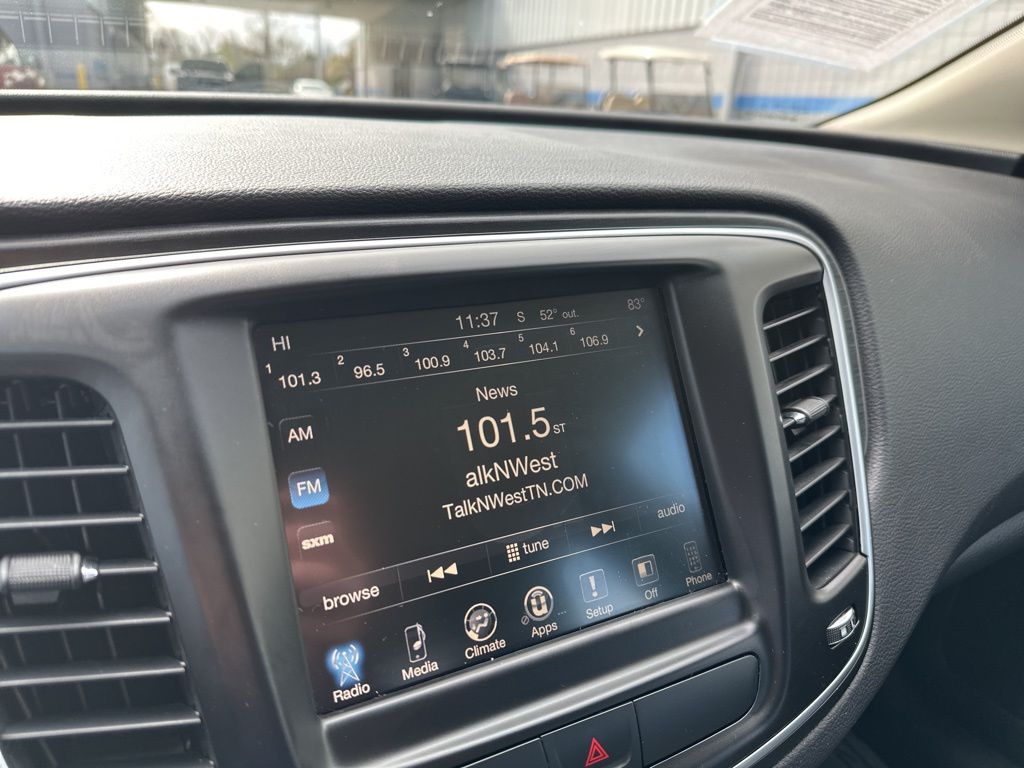 HI 11:37 S 52° out. 83°
1 101.3 2 96.5 3 100.9 4 103.7 5 104.1 6 106.9 >
News
AM 101.5 ST
alkNWest
FM TalkNWestTN.COM
sxm
browse tune audio
Radio Media Climate Apps Setup Off Phone